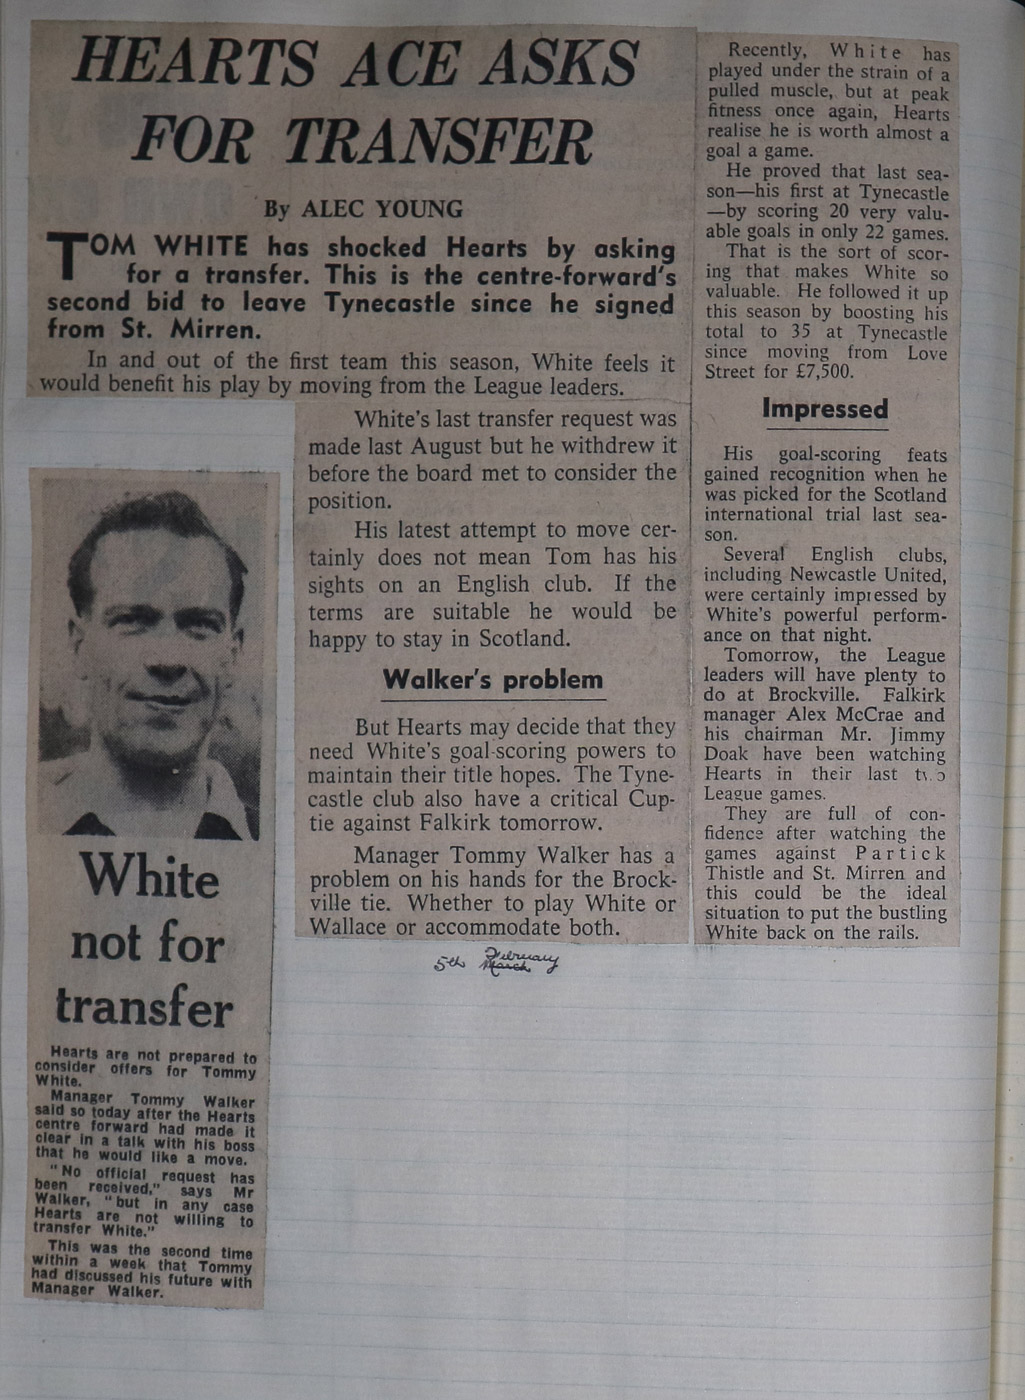 HEARTS ACE ASKS
FOR TRANSFER
By ALEC YOUNG
TOM WHITE has shocked Hearts by asking
for a transfer. This is the centre-forward's
second bid to leave Tynecastle since he signed
from St. Mirren.
In and out of the first team this season, White feels it
would benefit his play by moving from the League leaders.
White's last transfer request was
made last August but he withdrew it
before the board met to consider the
position.
His latest attempt to move cer-
tainly does not mean Tom has his
sights on an English club. If the
terms are suitable he would be
happy to stay in Scotland.
Walker's problem
But Hearts may decide that they
need White's goal-scoring powers to
maintain their title hopes. The Tyne-
castle club also have a critical Cup-
tie against Falkirk tomorrow.
Manager Tommy Walker has a
problem on his hands for the Brock-
ville tie. Whether to play White or
Wallace or accommodate both.
Recently, White has
played under the strain of a
pulled muscle, but at peak
fitness once again, Hearts
realise he is worth almost a
goal a game.
He proved that last sea-
son—his first at Tynecastle
—by scoring 20 very valu-
able goals in only 22 games.
That is the sort of scor-
ing that makes White so
valuable. He followed it up
this season by boosting his
total to 35 at Tynecastle
since moving from Love
Street for £7,500.
Impressed
His goal-scoring feats
gained recognition when he
was picked for the Scotland
international trial last sea-
son.
Several English clubs,
including Newcastle United,
were certainly impressed by
White's powerful perform-
ance on that night.
Tomorrow, the League
leaders will have plenty to
do at Brockville. Falkirk
manager Alex McCrae and
his chairman Mr. Jimmy
Doak have been watching
Hearts in their last two
League games.
They are full of con-
fidence after watching the
games against Partick
Thistle and St. Mirren and
this could be the ideal
situation to put the bustling
White back on the rails.
February
5th March
White
not for
transfer
Hearts are not prepared to
consider offers for Tommy
White.
Manager Tommy Walker
said so today after the Hearts
centre forward had made it
clear in a talk with his boss
that he would like a move.
"No official request has
been received," says Mr
Walker, "but in any case
Hearts are not willing to
transfer White."
This was the second time
within a week that Tommy
had discussed his future with
Manager Walker.